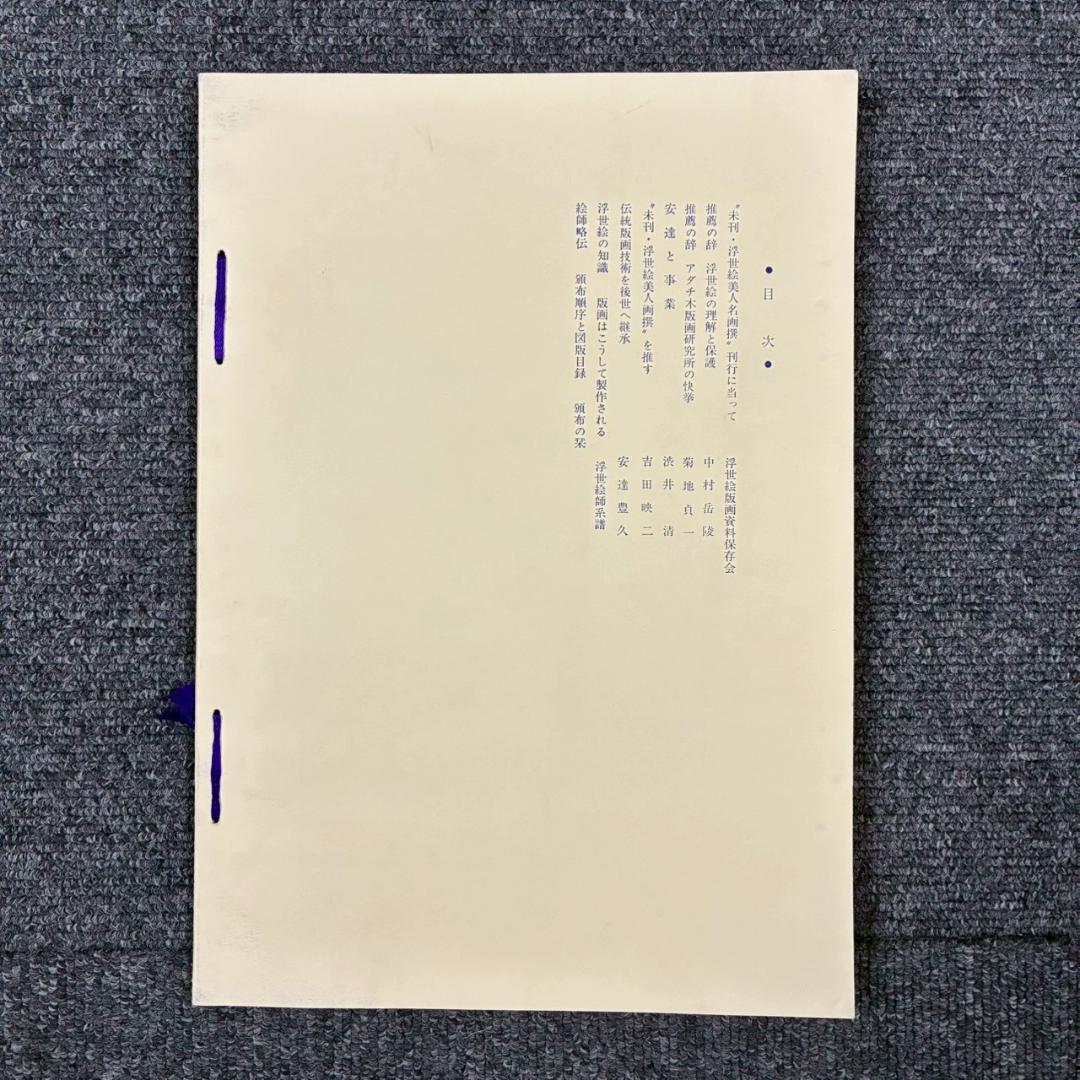 ●目次●
〝未刊・浮世絵美人名画撰〟刊行に当って 浮世絵版画資料保存会
推薦の辞 浮世絵の理解と保護 中村岳陵
推薦の辞 アダチ木版画研究所の快挙 菊地貞一
安達と事業 渋井清
〝未刊・浮世絵美人画撰〟を推す 吉田映二
伝統版画技術を後世へ継承 安達豊久
浮世絵の知識 版画はこうして製作される 浮世絵師系譜
絵師略伝 頒布順序と図版目録 頒布の栞